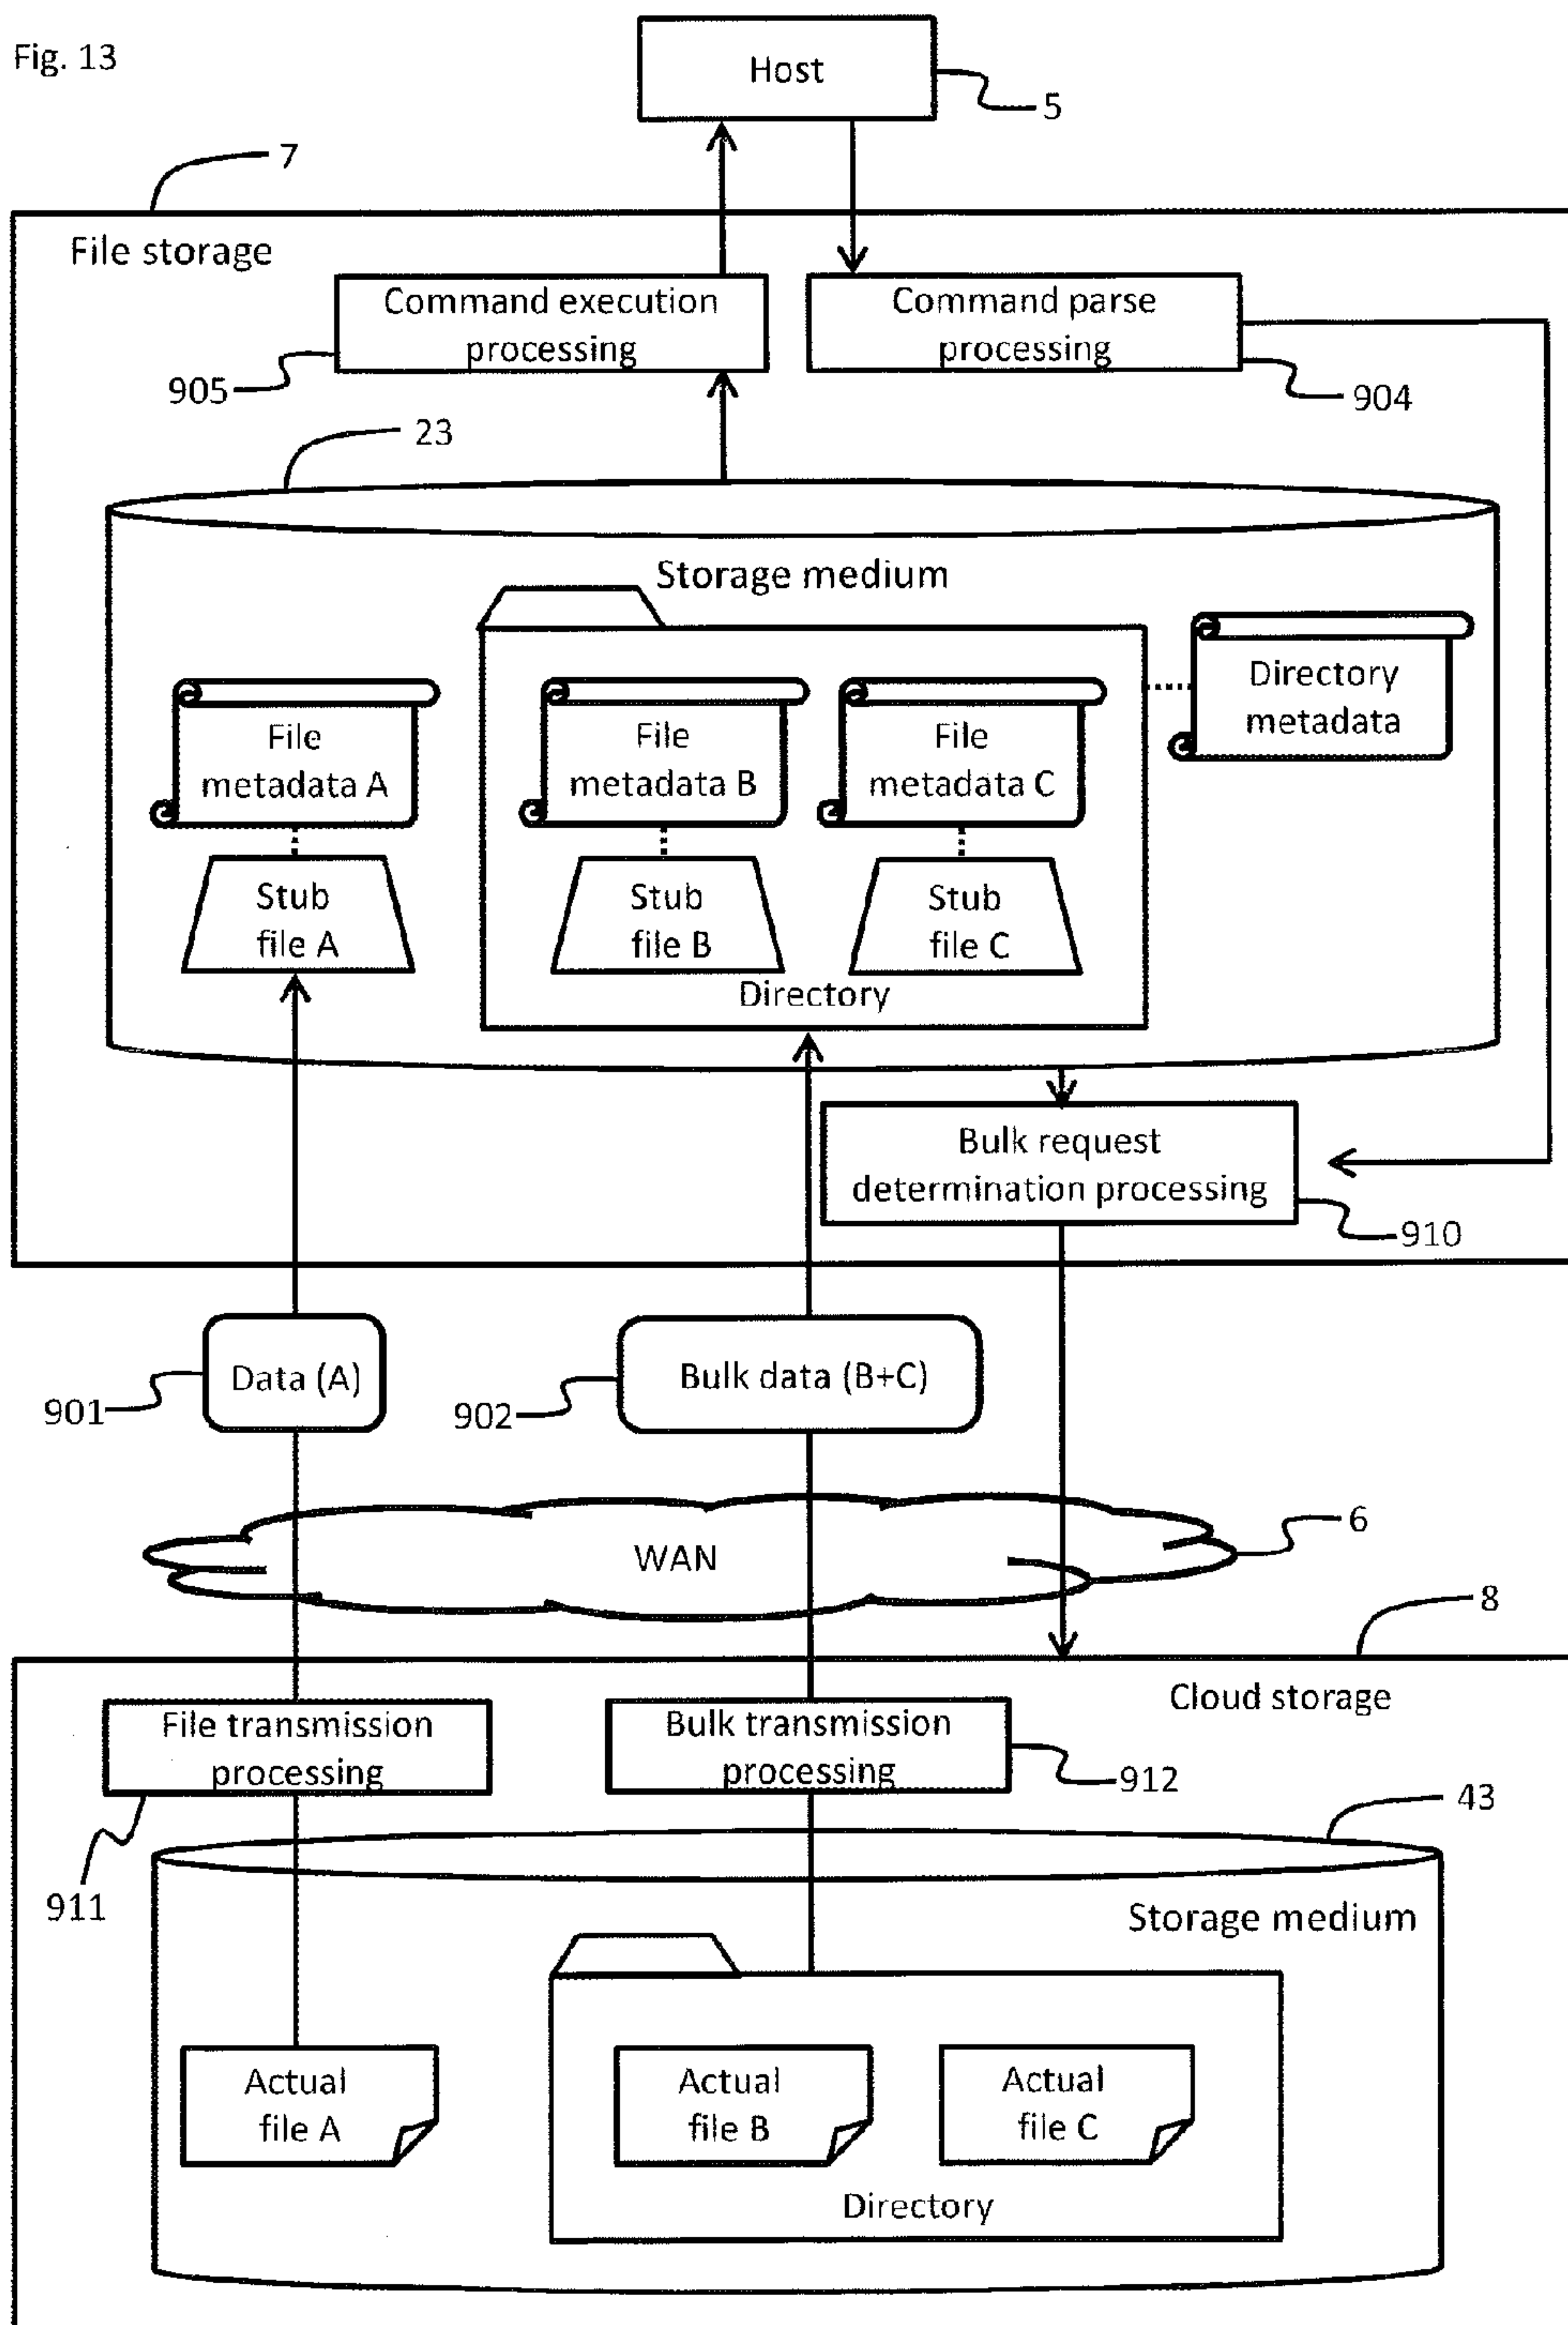 Fig. 13
Host
5
7
File storage
Command execution
processing
Command parse
processing
905
904
23
Storage medium
Directory
metadata
File
metadata A
File
metadata B
File
metadata C
Stub
file A
Stub
file B
Stub
file C
Directory
Bulk request
determination processing
910
Data (A)
901
Bulk data (B+C)
902
WAN
6
8
Cloud storage
File transmission
processing
Bulk transmission
processing
912
911
43
Storage medium
Actual
file A
Actual
file B
Actual
file C
Directory